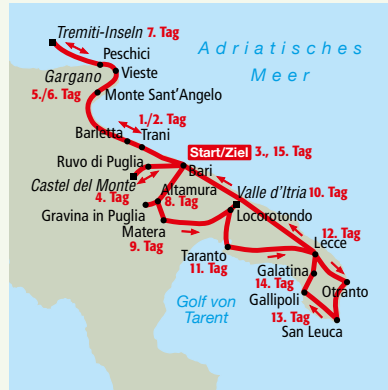 Tremiti-Inseln 7. Tag
Adriatisches
Meer
Peschici
Gargano
Vieste
5./6. Tag
Monte Sant'Angelo
1./2. Tag
Barletta
Trani
Start/Ziel 3., 15. Tag
Ruvo di Puglia
Bari
Castel del Monte
4. Tag
Altamura
8. Tag
Valle d'Itria 10. Tag
Gravina in Puglia
Locorotondo
Matera
9. Tag
12. Tag
Lecce
Taranto
11. Tag
Galatina
14. Tag
Otranto
Golf von
Tarent
Gallipoli
13. Tag
San Leuca